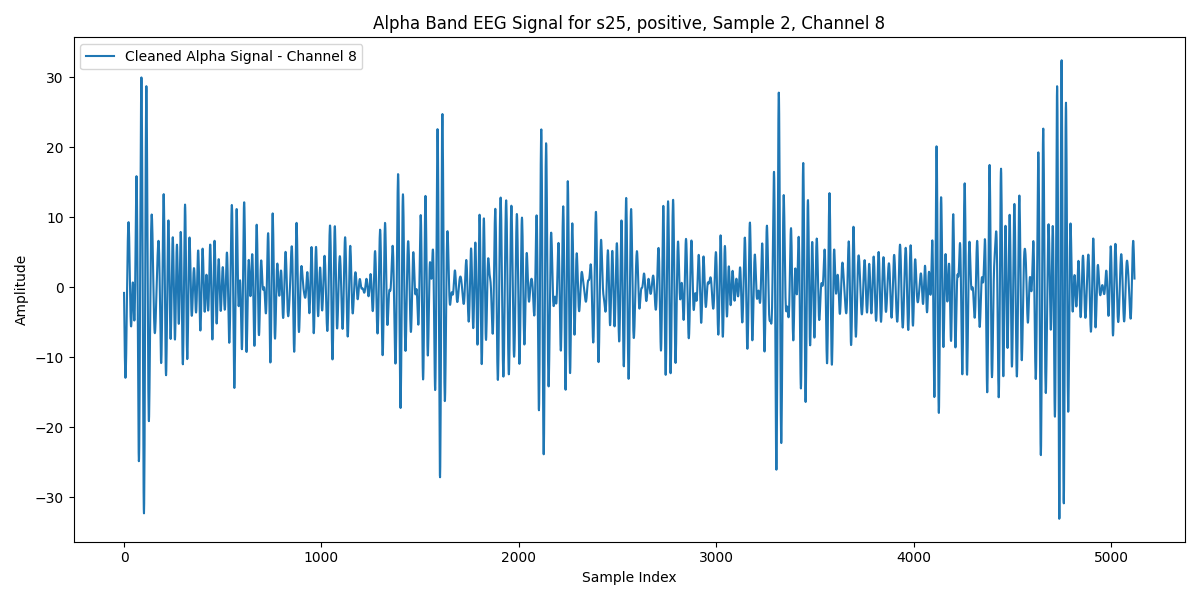 Alpha Band EEG Signal for s25, positive, Sample 2, Channel 8
Cleaned Alpha Signal - Channel 8
30
20
10
0
−10
−20
−30
Amplitude
0 1000 2000 3000 4000 5000
Sample Index